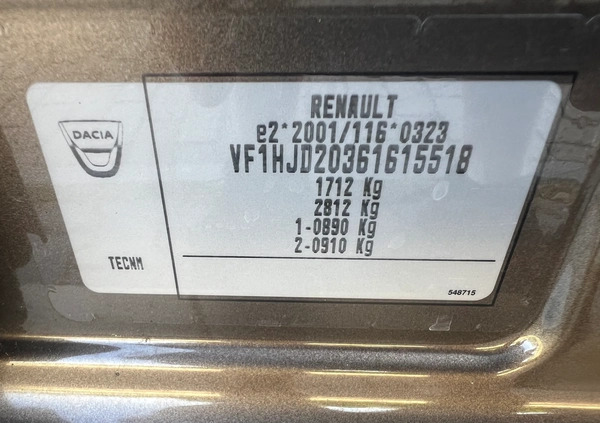 DACIA
RENAULT
e2*2001/116*0323
VF1HJD20361615518
1712 Kg
2812 Kg
1-0890 Kg
2-0910 Kg
TECNM
548715